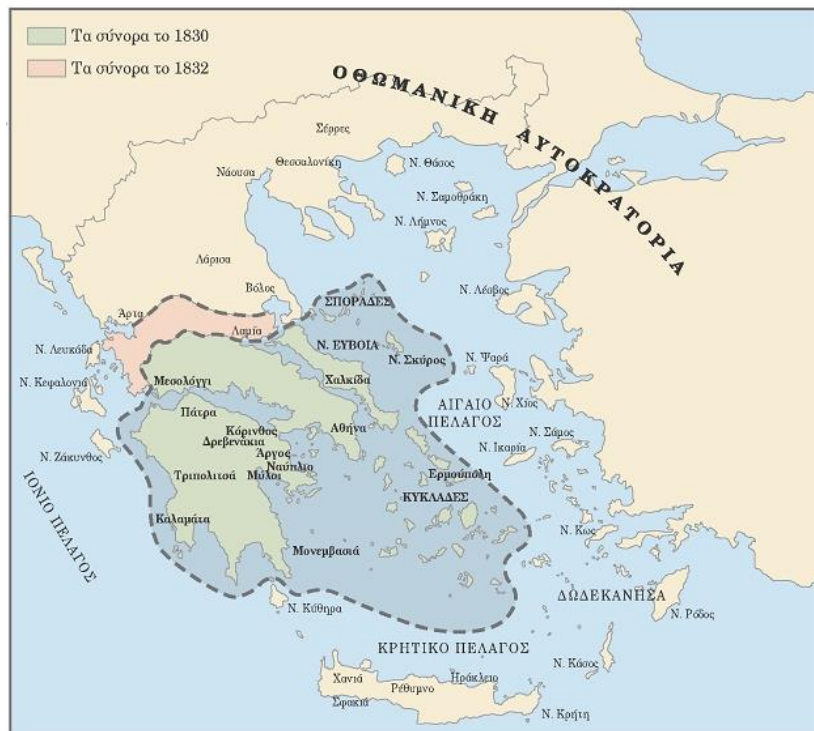 Τα σύνορα το 1830
Τα σύνορα το 1832
ΟΘΩΜΑΝΙΚΗ ΑΥΤΟΚΡΑΤΟΡΙΑ
Σέρρες
Θεσσαλονίκη
Νάουσα
Ν. Θάσος
Ν. Σαμοθράκη
Ν. Λήμνος
Λάρισα
Βόλος
Ν. Λέσβος
Άρτα
ΣΠΟΡΑΔΕΣ
Λαμία
Ν. Λευκάδα
Ν. ΕΥΒΟΙΑ
Ν. Σκύρος
Ν. Ψαρά
Ν. Κεφαλονιά
Μεσολόγγι
Χαλκίδα
Ν. Χίος
Πάτρα
ΑΙΓΑΙΟ
ΠΕΛΑΓΟΣ
Κόρινθος
Αθήνα
Δρεβενάκια
Ν. Σάμος
Άργος
Ν. Ικαρία
Ν. Ζάκυνθος
Ναύπλιο
Τριπολιτσά
Μύλοι
Ερμούπολη
ΚΥΚΛΑΔΕΣ
ΙΟΝΙΟ ΠΕΛΑΓΟΣ
Καλαμάτα
Ν. Κως
Μονεμβασιά
ΔΩΔΕΚΑΝΗΣΑ
Ν. Κύθηρα
Ν. Ρόδος
ΚΡΗΤΙΚΟ ΠΕΛΑΓΟΣ
Ν. Κάσος
Χανιά
Ηράκλειο
Ρέθυμνο
Σφακιά
Ν. Κρήτη